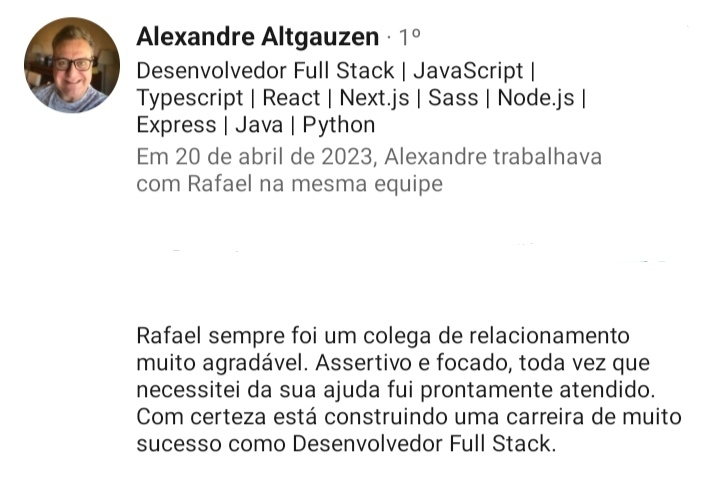 Alexandre Altgauzen · 1º
Desenvolvedor Full Stack | JavaScript |
Typescript | React | Next.js | Sass | Node.js |
Express | Java | Python
Em 20 de abril de 2023, Alexandre trabalhava
com Rafael na mesma equipe
Rafael sempre foi um colega de relacionamento
muito agradável. Assertivo e focado, toda vez que
necessitei da sua ajuda fui prontamente atendido.
Com certeza está construindo uma carreira de muito
sucesso como Desenvolvedor Full Stack.